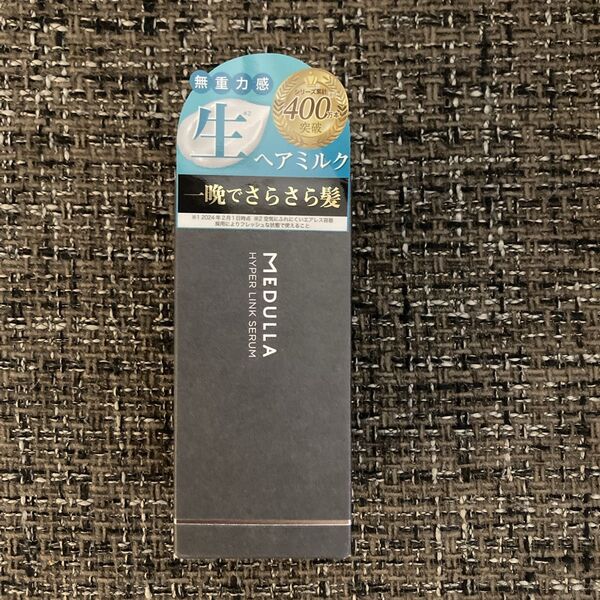 無重力感
シリーズ累計
400万本
突破
生※2
ヘアミルク
一晩でさらさら髪
※1 2024年2月1日時点 ※2 空気にふれにくいエアレス容器
採用によりフレッシュな状態で使えること
MEDULLA
HYPER LINK SERUM